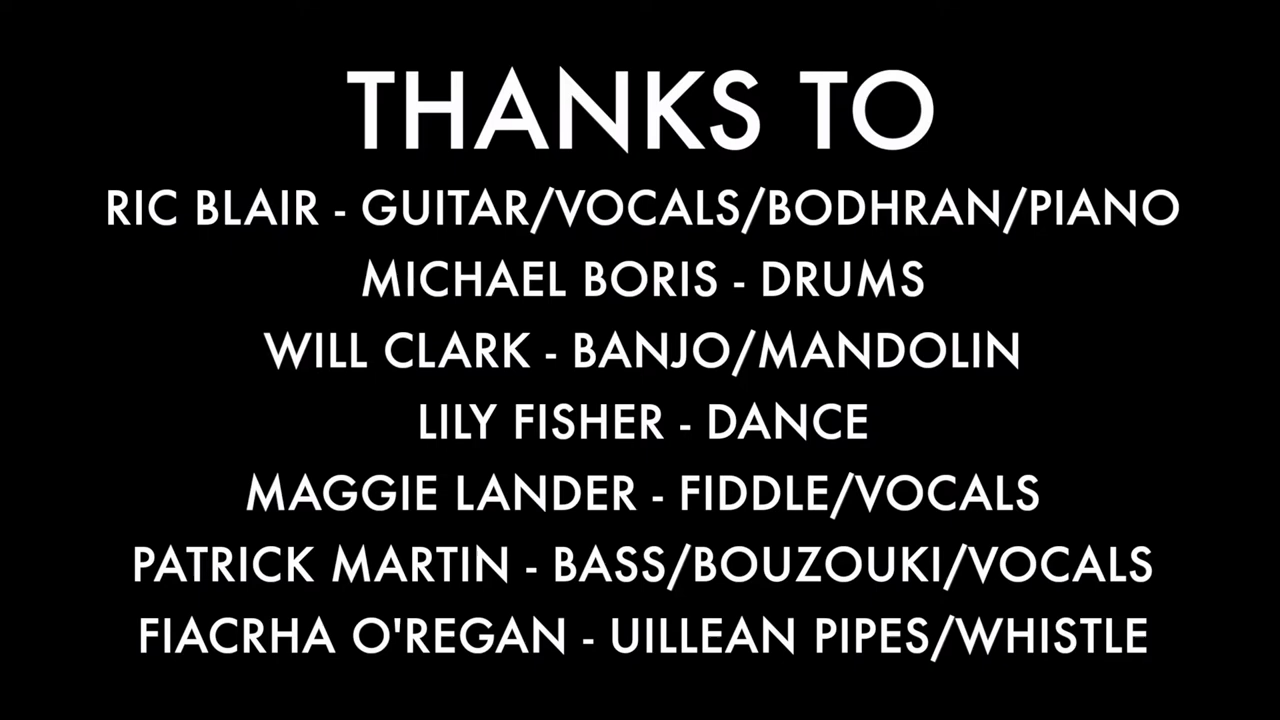 THANKS TO
RIC BLAIR - GUITAR/VOCALS/BODHRAN/PIANO
MICHAEL BORIS - DRUMS
WILL CLARK - BANJO/MANDOLIN
LILY FISHER - DANCE
MAGGIE LANDER - FIDDLE/VOCALS
PATRICK MARTIN - BASS/BOUZOUKI/VOCALS
FIACRHA O'REGAN - UILLEAN PIPES/WHISTLE